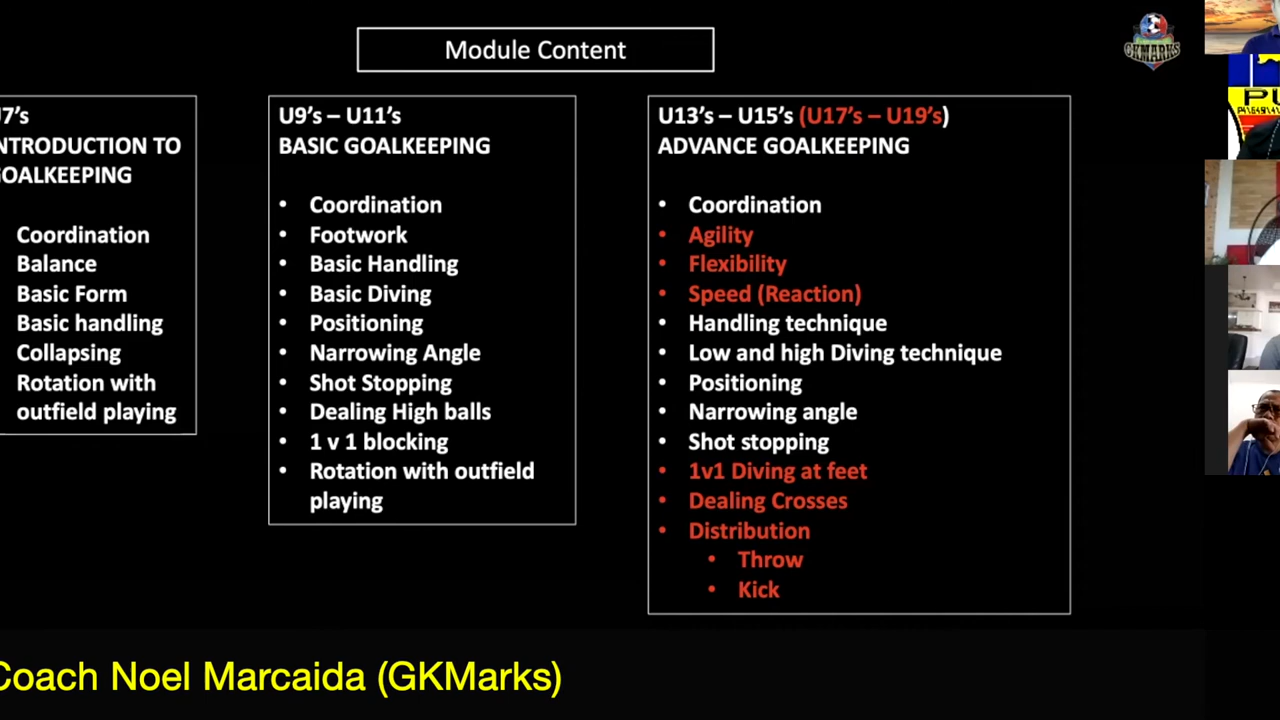 Module Content
GKMARKS
7's
NTRODUCTION TO
OALKEEPING
Coordination
Balance
Basic Form
Basic handling
Collapsing
Rotation with
outfield playing
U9's – U11's
BASIC GOALKEEPING
• Coordination
• Footwork
• Basic Handling
• Basic Diving
• Positioning
• Narrowing Angle
• Shot Stopping
• Dealing High balls
• 1 v 1 blocking
• Rotation with outfield
playing
U13's – U15's (U17's – U19's)
ADVANCE GOALKEEPING
• Coordination
• Agility
• Flexibility
• Speed (Reaction)
• Handling technique
• Low and high Diving technique
• Positioning
• Narrowing angle
• Shot stopping
• 1v1 Diving at feet
• Dealing Crosses
• Distribution
• Throw
• Kick
Coach Noel Marcaida (GKMarks)